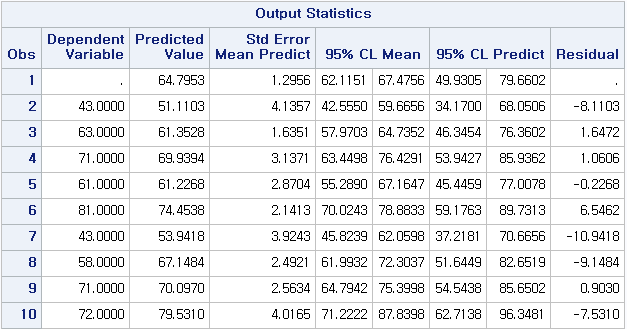 Output Statistics
Obs Dependent Variable Predicted Value Std Error Mean Predict 95% CL Mean 95% CL Predict Residual
1 . 64.7953 1.2956 62.1151 67.4756 49.9305 79.6602 .
2 43.0000 51.1103 4.1357 42.5550 59.6656 34.1700 68.0506 -8.1103
3 63.0000 61.3528 1.6351 57.9703 64.7352 46.3454 76.3602 1.6472
4 71.0000 69.9394 3.1371 63.4498 76.4291 53.9427 85.9362 1.0606
5 61.0000 61.2268 2.8704 55.2890 67.1647 45.4459 77.0078 -0.2268
6 81.0000 74.4538 2.1413 70.0243 78.8833 59.1763 89.7313 6.5462
7 43.0000 53.9418 3.9243 45.8239 62.0598 37.2181 70.6656 -10.9418
8 58.0000 67.1484 2.4921 61.9932 72.3037 51.6449 82.6519 -9.1484
9 71.0000 70.0970 2.5634 64.7942 75.3998 54.5438 85.6502 0.9030
10 72.0000 79.5310 4.0165 71.2222 87.8398 62.7138 96.3481 -7.5310